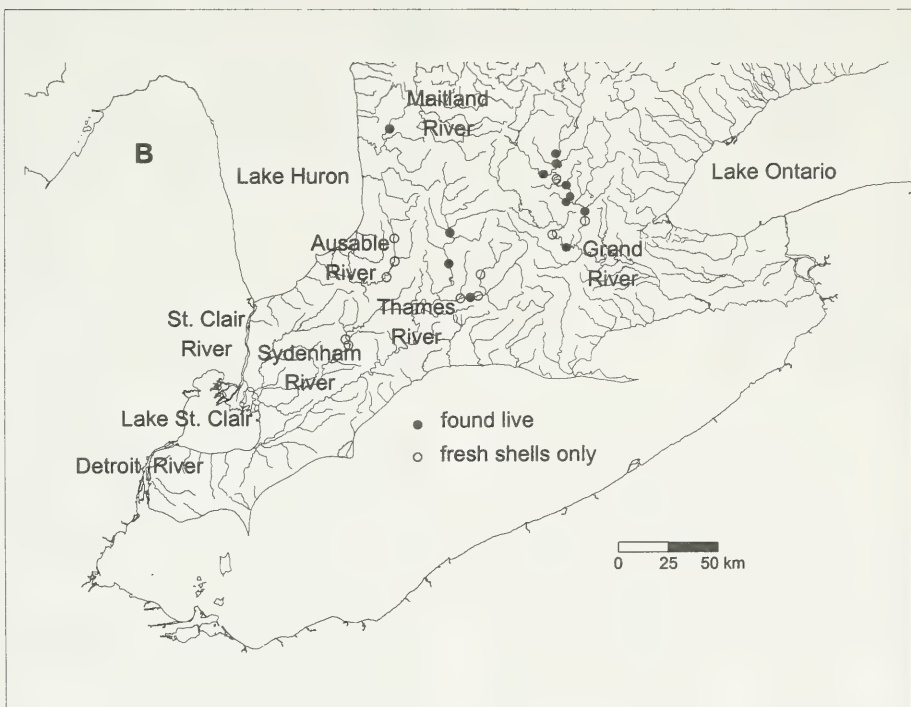 Maitland
River
B
Lake Huron
Lake Ontario
Ausable
River
Grand
River
Thames
River
St. Clair
River
Sydenham
River
Lake St. Clair
found live
fresh shells only
Detroit River
0 25 50 km